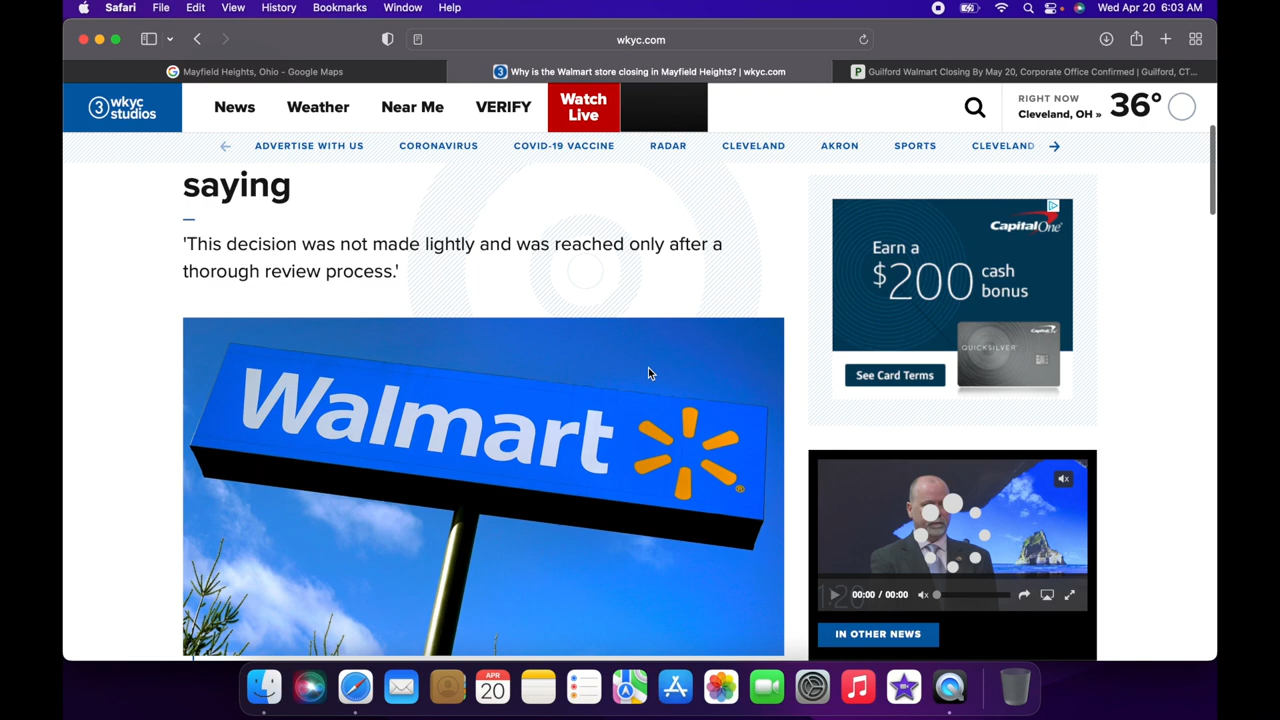 Safari File Edit View History Bookmarks Window Help
Wed Apr 20 6:03 AM
wkyc.com
Mayfield Heights, Ohio - Google Maps
Why is the Walmart store closing in Mayfield Heights? | wkyc.com
Guilford Walmart Closing By May 20, Corporate Office Confirmed | Guilford, CT...
3 wkyc studios
News
Weather
Near Me
VERIFY
Watch Live
RIGHT NOW
Cleveland, OH »
36°
ADVERTISE WITH US
CORONAVIRUS
COVID-19 VACCINE
RADAR
CLEVELAND
AKRON
SPORTS
CLEVELAND
saying
'This decision was not made lightly and was reached only after a
thorough review process.'
Walmart
Capital One
Earn a
$200 cash bonus
QUICKSILVER
See Card Terms
1:20
00:00 / 00:00
IN OTHER NEWS
APR
20